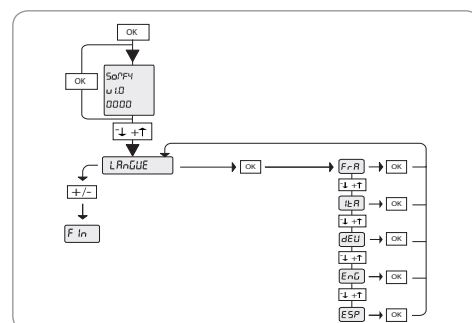 OK
OK
SoMFY
v1.0
0000
-↓ +↑
LAnGUE
OK
FrA
OK
-↓ +↑
ItA
OK
-↓ +↑
dEU
OK
-↓ +↑
EnG
OK
-↓ +↑
ESP
OK
+/-
FIn